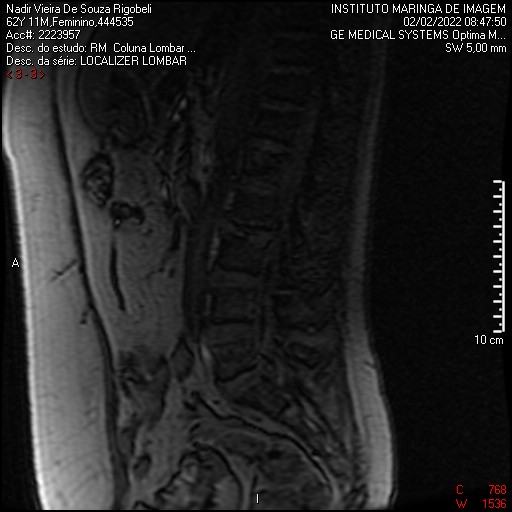 Nadir Vieira De Souza Rigobeli
62Y 11M,Feminino,444535
Acc#: 2223957
Desc. do estudo: RM  Coluna Lombar ...
Desc. da série: LOCALIZER LOMBAR
< 3 - 3 >
INSTITUTO MARINGA DE IMAGEM
02/02/2022 08:47:50
GE MEDICAL SYSTEMS Optima M...
SW 5,00 mm
A
10 cm
I
C 768
W 1536